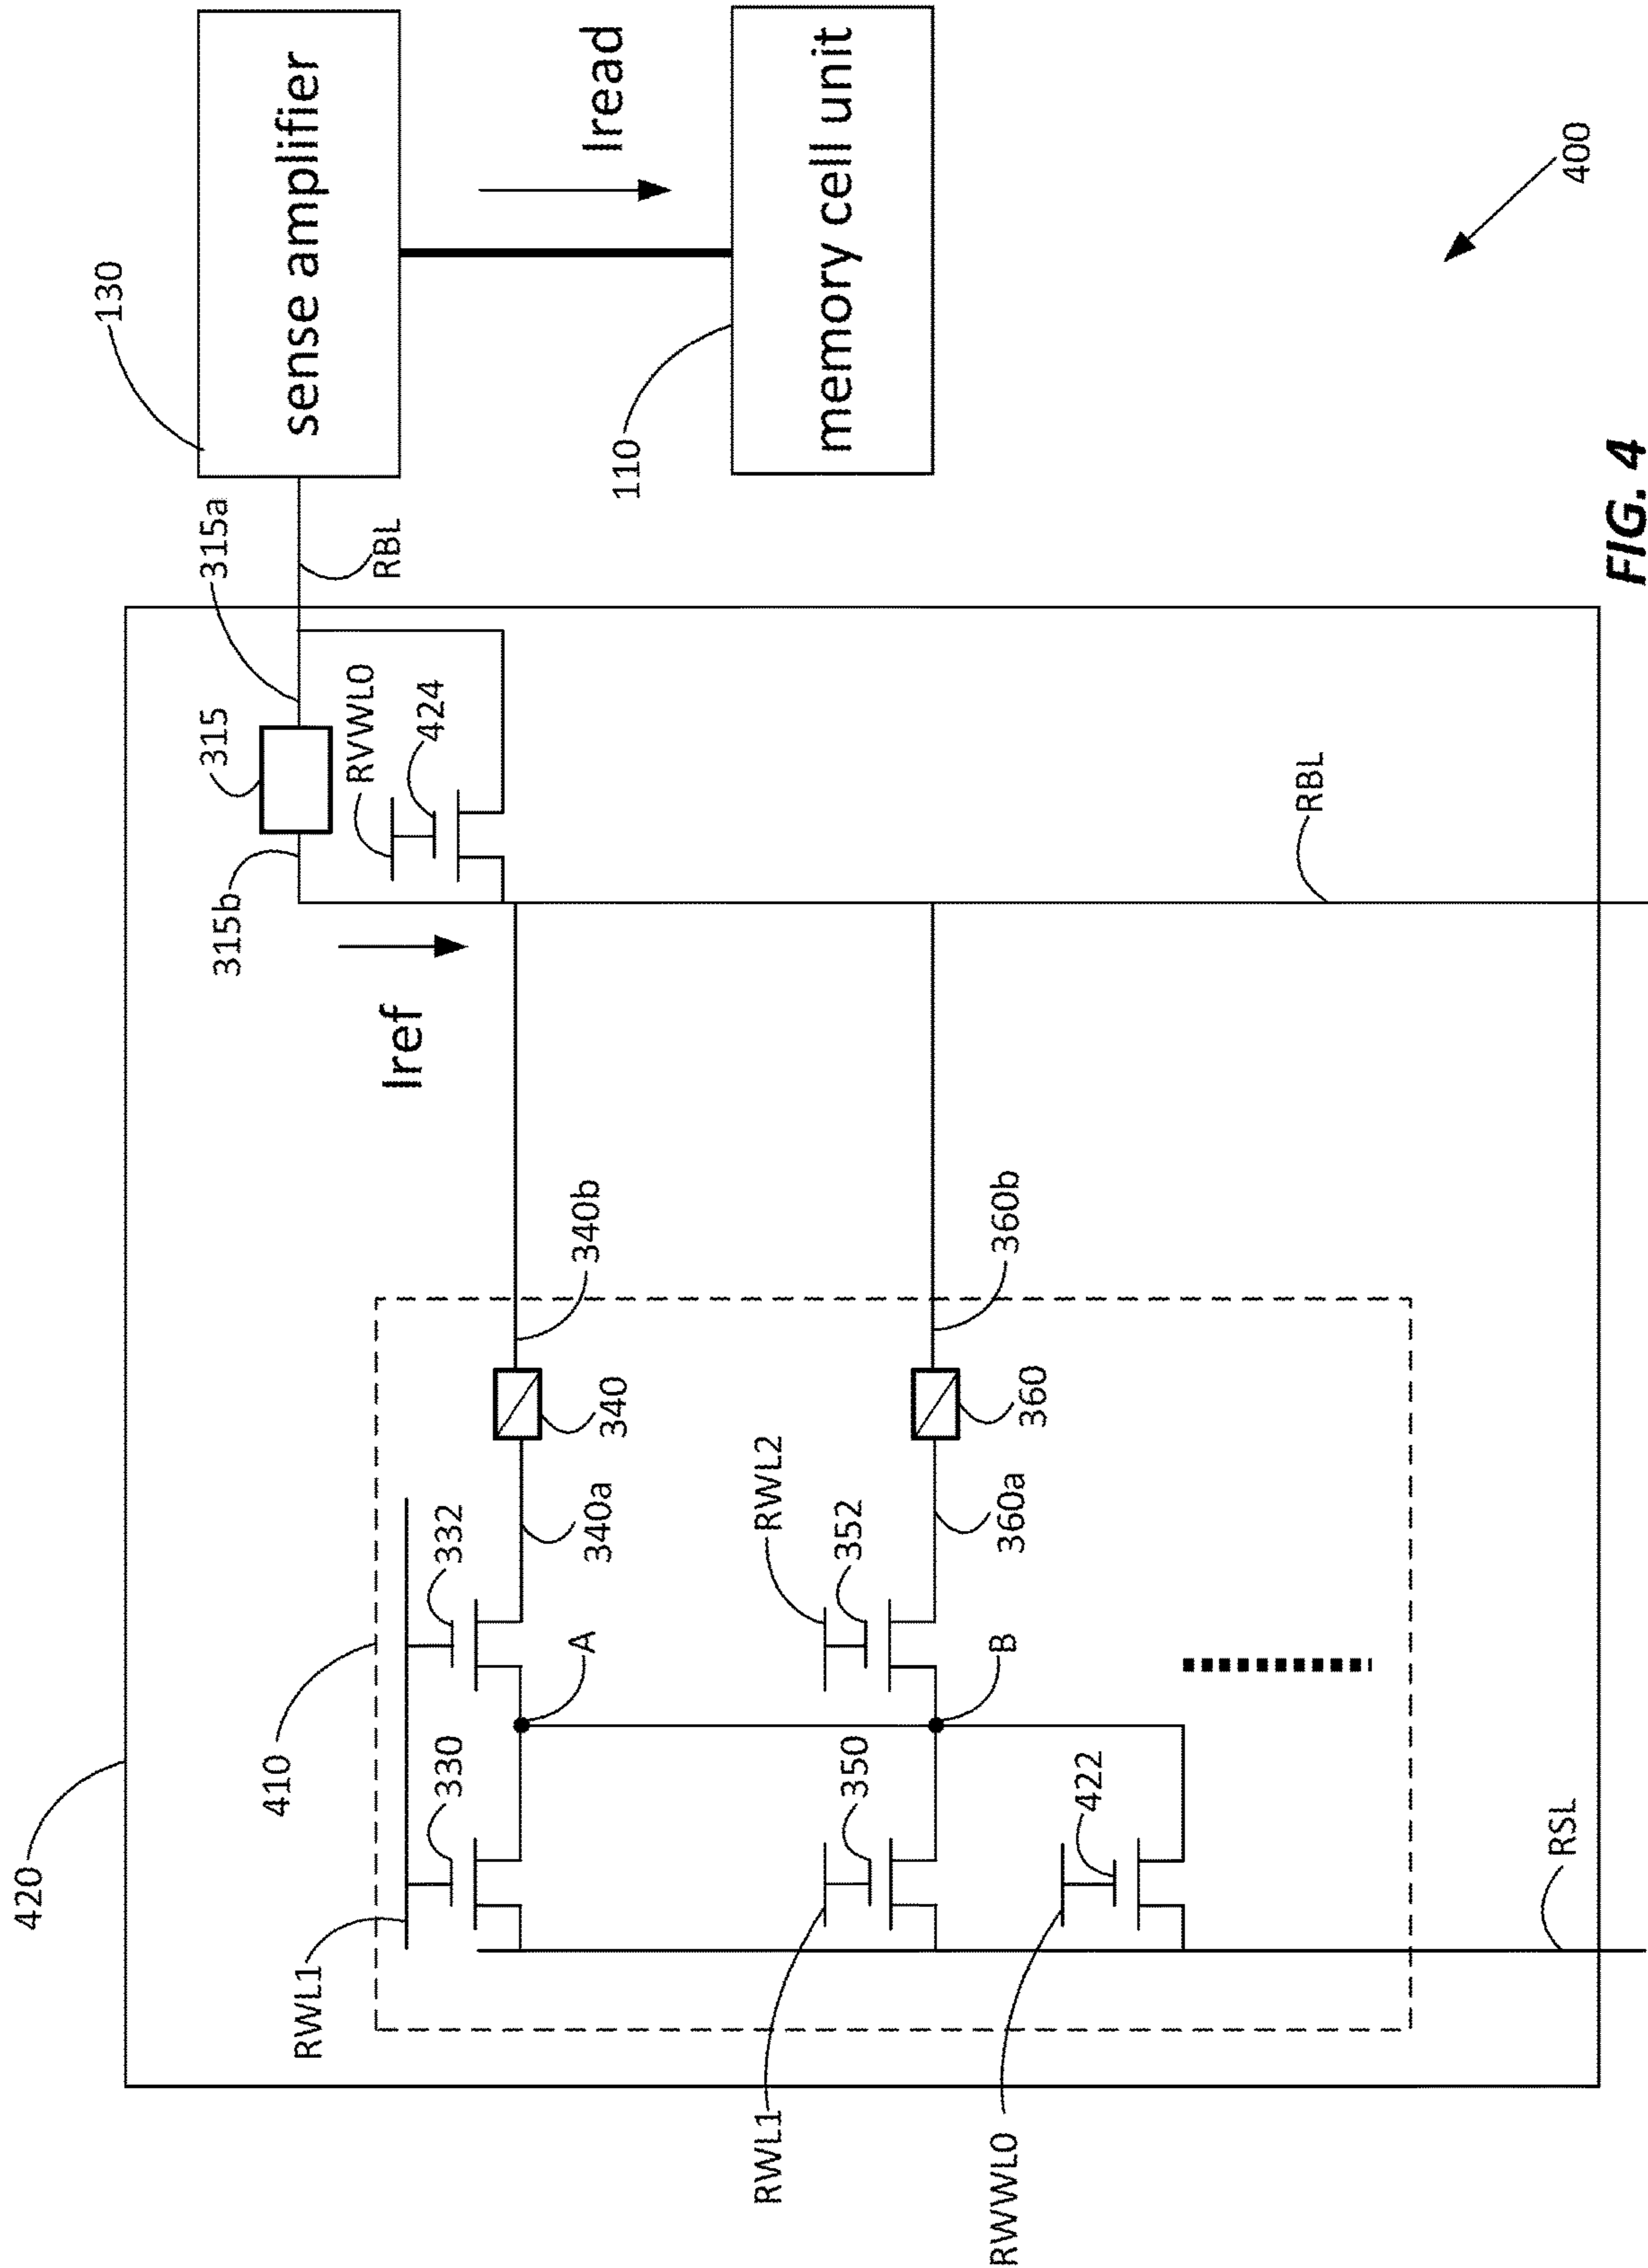 420
130
315b 315 315a
410
sense amplifier
RWL1
RVWL0
RBL
Iref
424
330 332
A 340b
340a 340
Iread
110
RWL1 RWL2
memory cell unit
350 352
RWWL0 B 360b
360a 360
422
RBL
RSL
400
FIG. 4